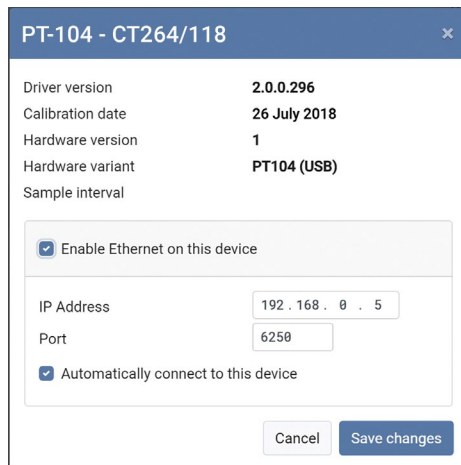 PT-104 - CT264/118 ×
Driver version 2.0.0.296
Calibration date 26 July 2018
Hardware version 1
Hardware variant PT104 (USB)
Sample interval
Enable Ethernet on this device
IP Address 192.168. 0 . 5
Port 6250
Automatically connect to this device
Cancel Save changes